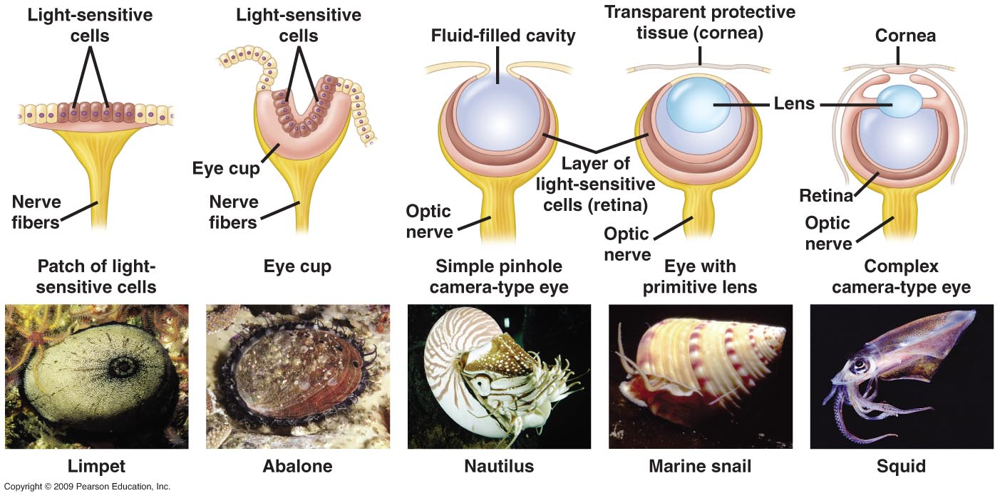 Light-sensitive
cells
Light-sensitive
cells
Fluid-filled cavity
Transparent protective
tissue (cornea)
Cornea
Lens
Eye cup
Layer of
light-sensitive
cells (retina)
Retina
Nerve
fibers
Nerve
fibers
Optic
nerve
Optic
nerve
Optic
nerve
Patch of light-
sensitive cells
Eye cup
Simple pinhole
camera-type eye
Eye with
primitive lens
Complex
camera-type eye
Limpet
Abalone
Nautilus
Marine snail
Squid
Copyright © 2009 Pearson Education, Inc.